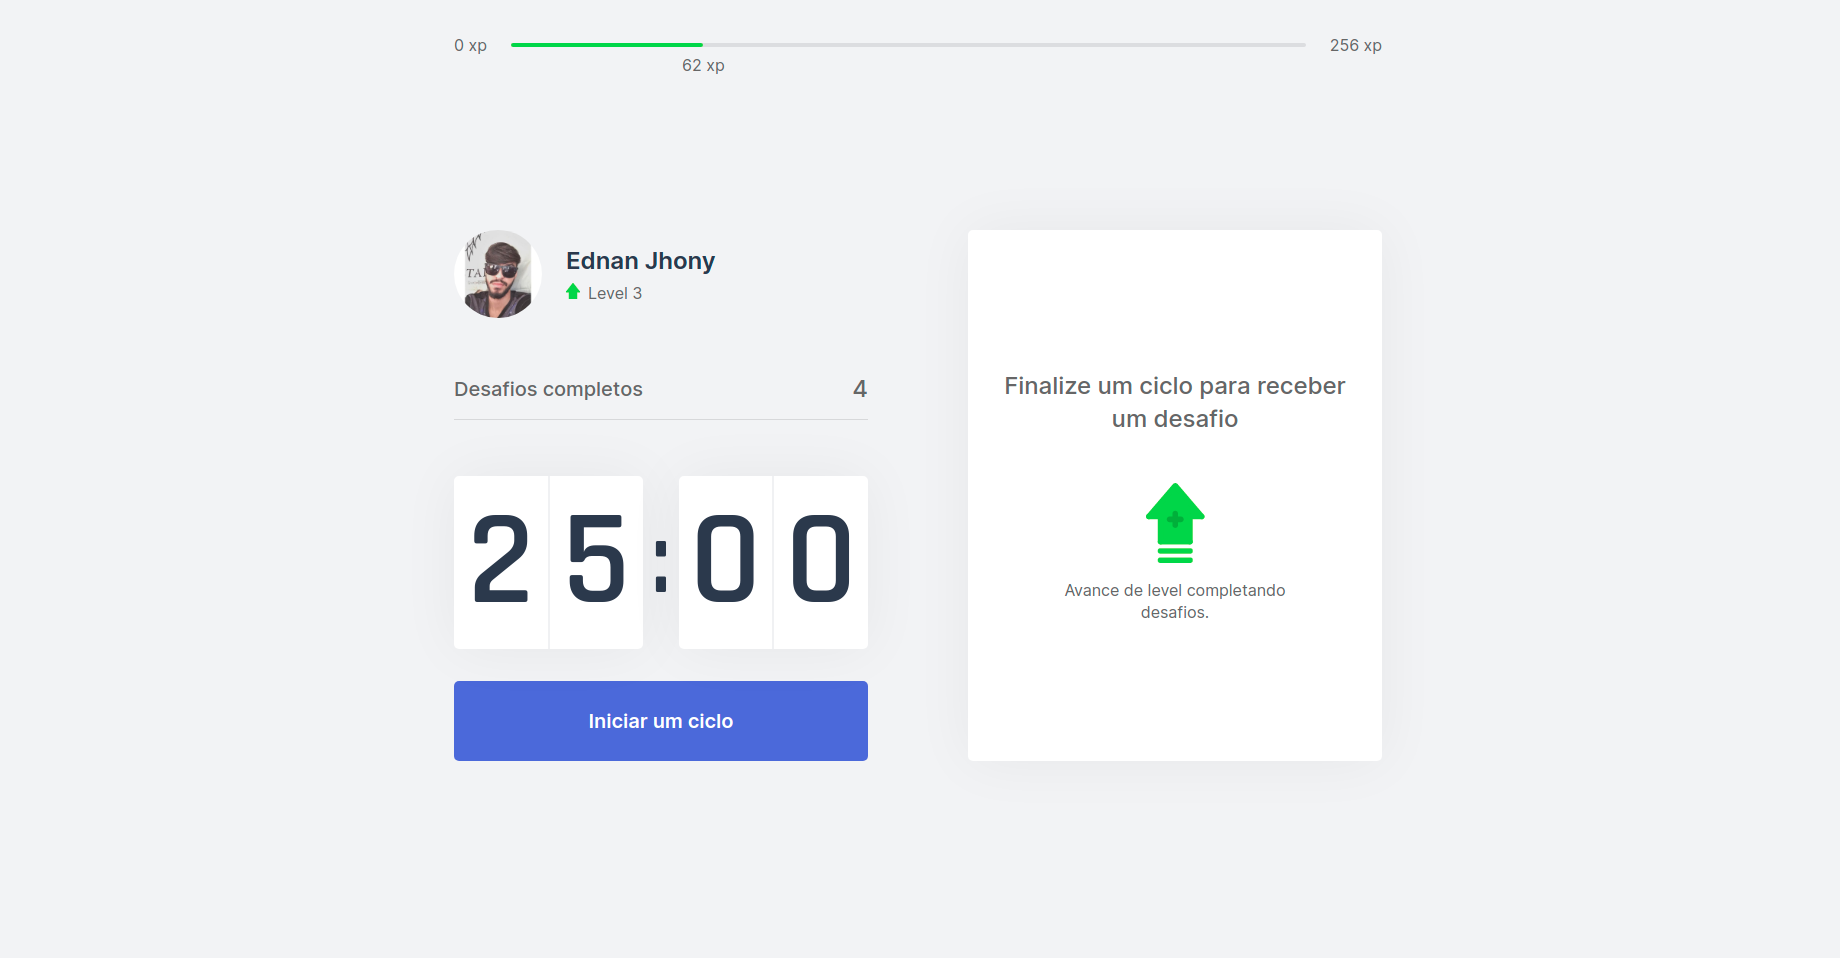 0 xp
256 xp
62 xp
Ednan Jhony
Level 3
Desafios completos
4
25:00
Iniciar um ciclo
Finalize um ciclo para receber
um desafio
Avance de level completando
desafios.